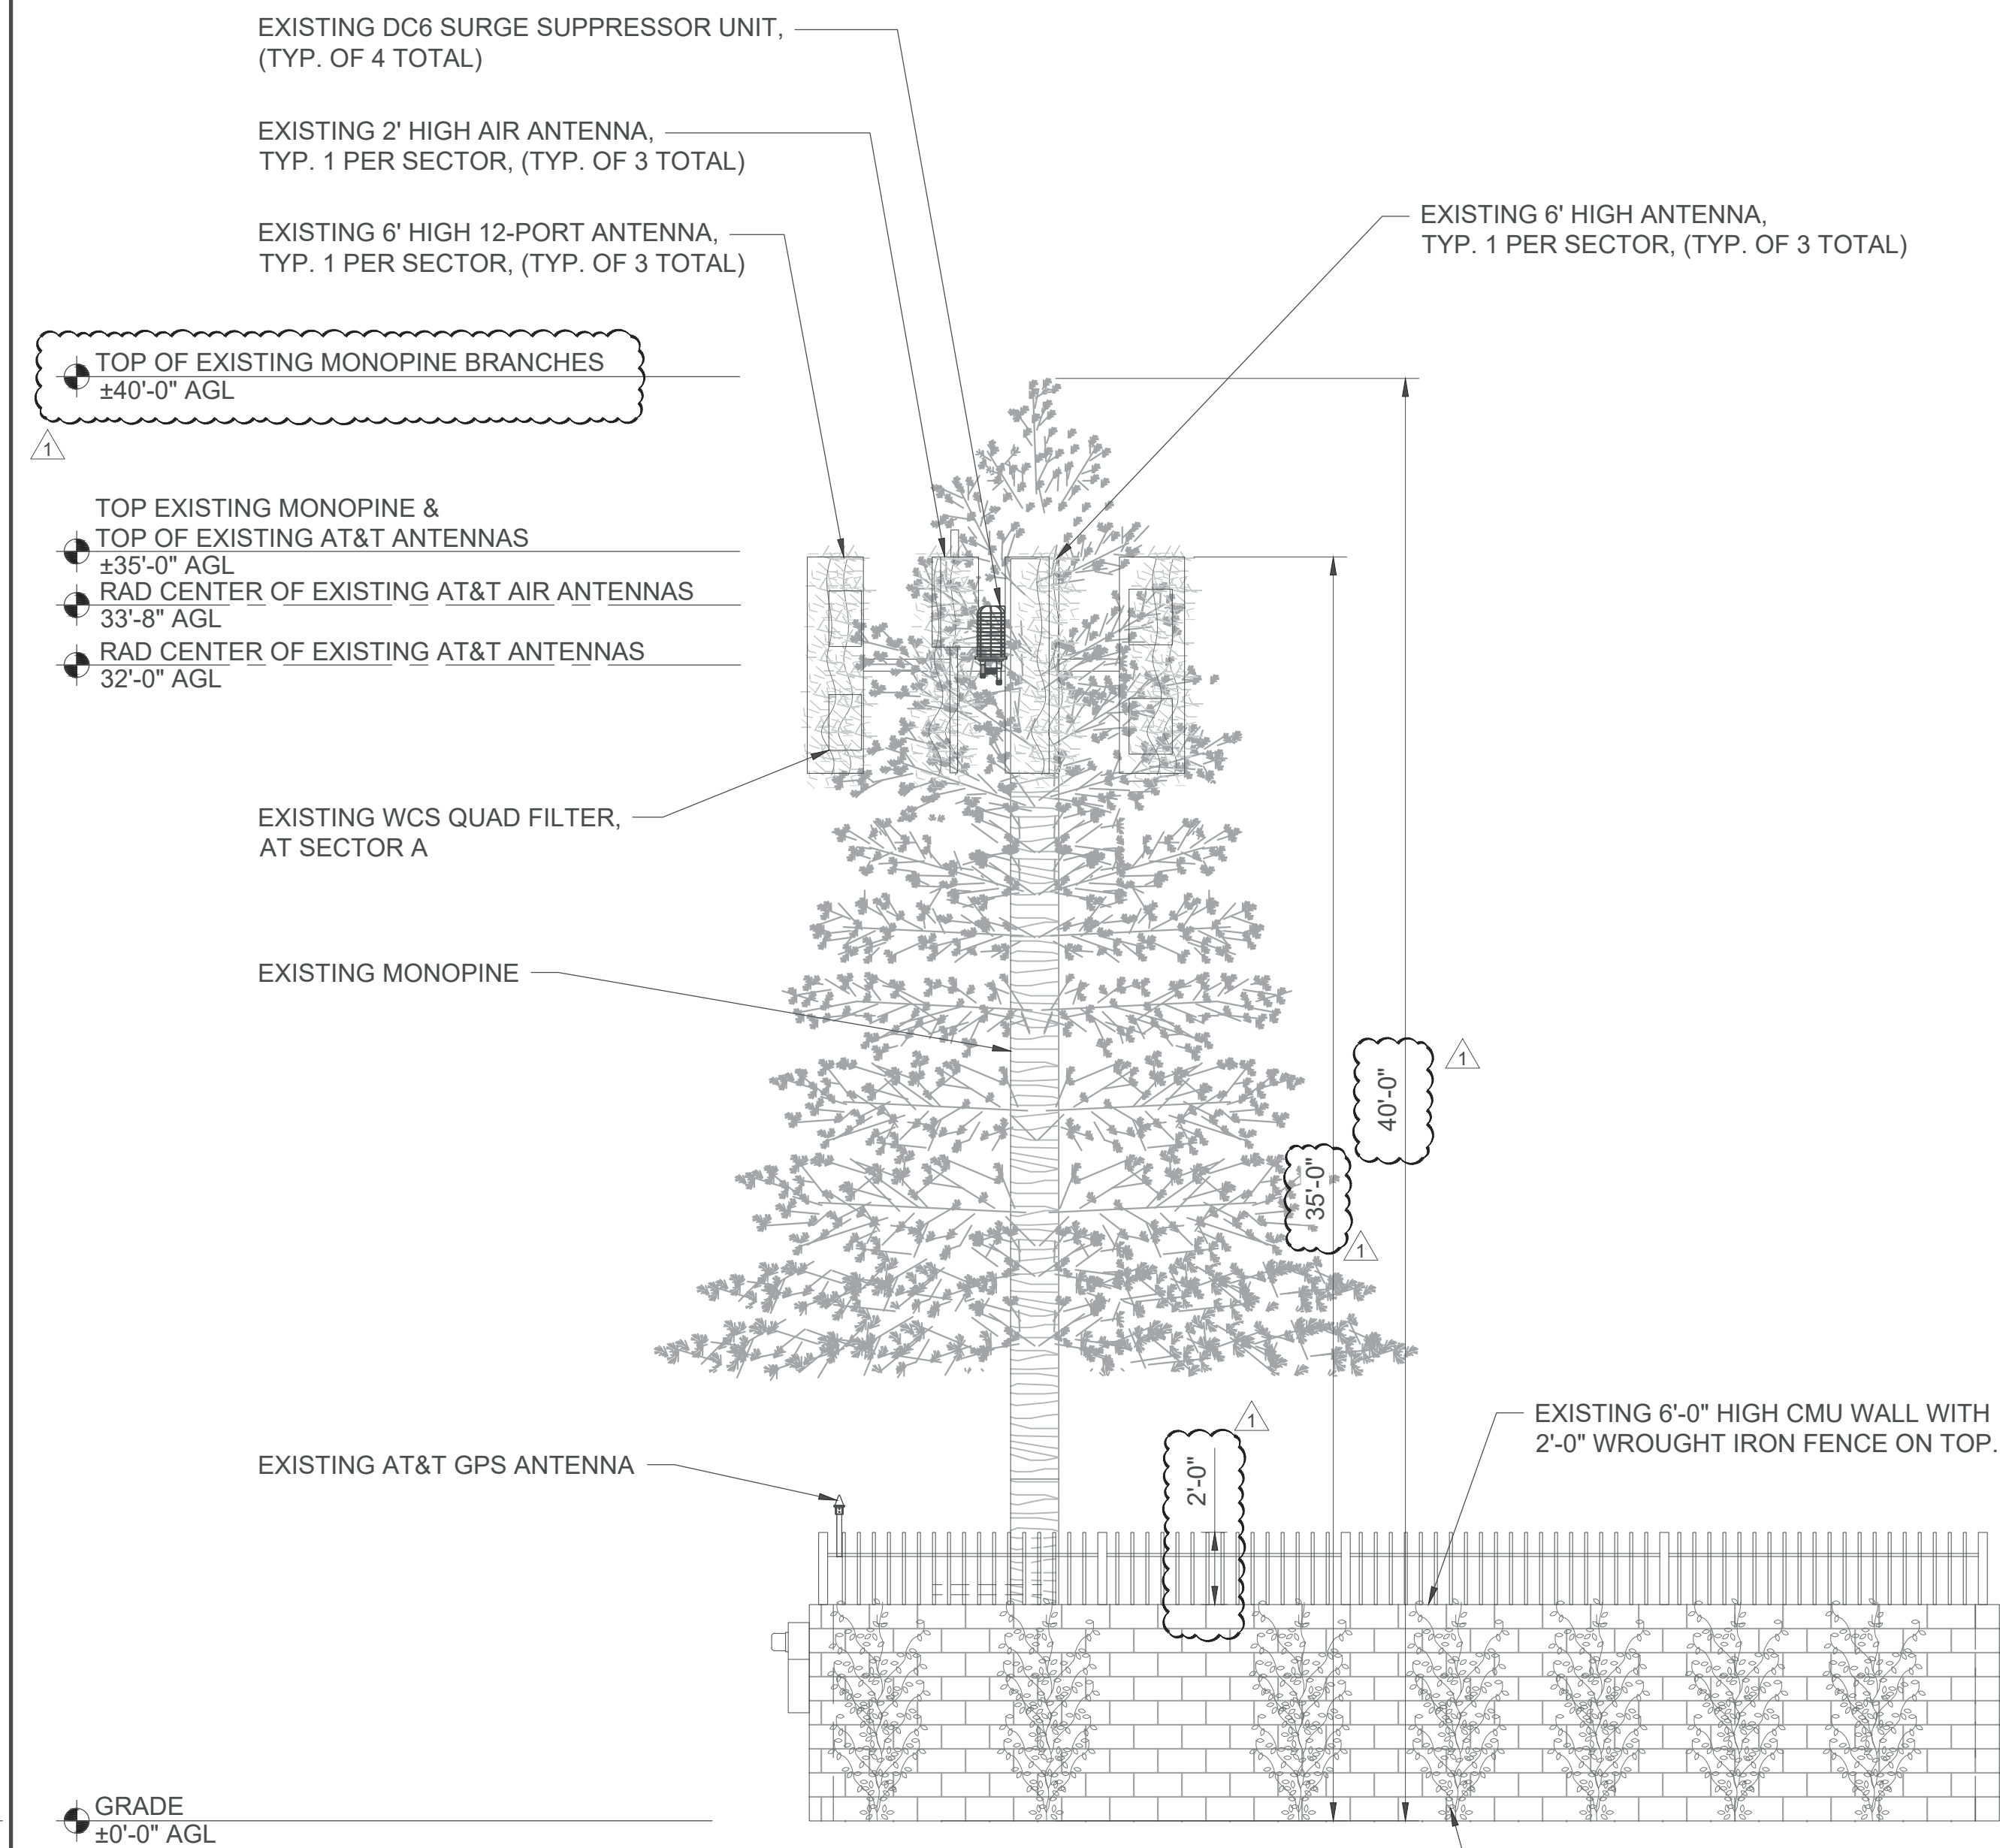 EXISTING DC6 SURGE SUPPRESSOR UNIT,
(TYP. OF 4 TOTAL)
EXISTING 2' HIGH AIR ANTENNA,
TYP. 1 PER SECTOR, (TYP. OF 3 TOTAL)
EXISTING 6' HIGH 12-PORT ANTENNA,
TYP. 1 PER SECTOR, (TYP. OF 3 TOTAL)
EXISTING 6' HIGH ANTENNA,
TYP. 1 PER SECTOR, (TYP. OF 3 TOTAL)
TOP OF EXISTING MONOPINE BRANCHES
±40'-0" AGL
1
TOP EXISTING MONOPINE &
TOP OF EXISTING AT&T ANTENNAS
±35'-0" AGL
RAD CENTER OF EXISTING AT&T AIR ANTENNAS
33'-8" AGL
RAD CENTER OF EXISTING AT&T ANTENNAS
32'-0" AGL
EXISTING WCS QUAD FILTER,
AT SECTOR A
EXISTING MONOPINE
1
40'-0"
35'-0"
1
1
2'-0"
EXISTING 6'-0" HIGH CMU WALL WITH
2'-0" WROUGHT IRON FENCE ON TOP.
EXISTING AT&T GPS ANTENNA
GRADE
±0'-0" AGL